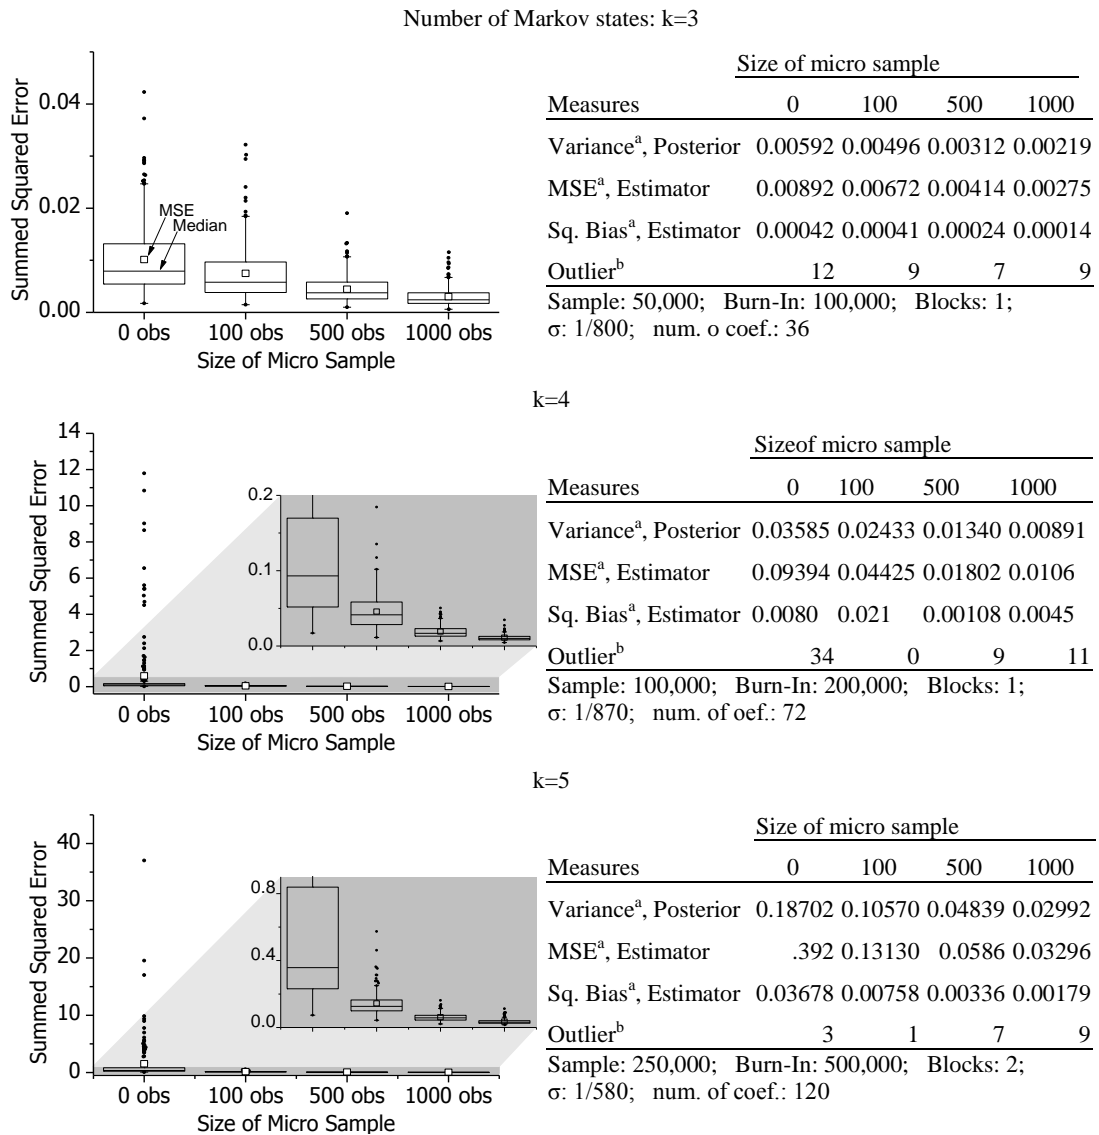 Number of Markov states: k=3
Summed Squared Error
0.04
0.02
0.00
MSE
Median
0 obs 100 obs 500 obs 1000 obs
Size of Micro Sample
Size of micro sample
Measures 0 100 500 1000
Variance^a, Posterior 0.00592 0.00496 0.00312 0.00219
MSE^a, Estimator 0.00892 0.00672 0.00414 0.00275
Sq. Bias^a, Estimator 0.00042 0.00041 0.00024 0.00014
Outlier^b 12 9 7 9
Sample: 50,000; Burn-In: 100,000; Blocks: 1;
σ: 1/800; num. o coef.: 36
k=4
Summed Squared Error
14
12
10
8
6
4
2
0
0.2
0.1
0.0
0 obs 100 obs 500 obs 1000 obs
Size of Micro Sample
Sizeof micro sample
Measures 0 100 500 1000
Variance^a, Posterior 0.03585 0.02433 0.01340 0.00891
MSE^a, Estimator 0.09394 0.04425 0.01802 0.0106
Sq. Bias^a, Estimator 0.0080 0.021 0.00108 0.0045
Outlier^b 34 0 9 11
Sample: 100,000; Burn-In: 200,000; Blocks: 1;
σ: 1/870; num. of oef.: 72
k=5
Summed Squared Error
40
30
20
10
0
0.8
0.4
0.0
0 obs 100 obs 500 obs 1000 obs
Size of Micro Sample
Size of micro sample
Measures 0 100 500 1000
Variance^a, Posterior 0.18702 0.10570 0.04839 0.02992
MSE^a, Estimator .392 0.13130 0.0586 0.03296
Sq. Bias^a, Estimator 0.03678 0.00758 0.00336 0.00179
Outlier^b 3 1 7 9
Sample: 250,000; Burn-In: 500,000; Blocks: 2;
σ: 1/580; num. of coef.: 120